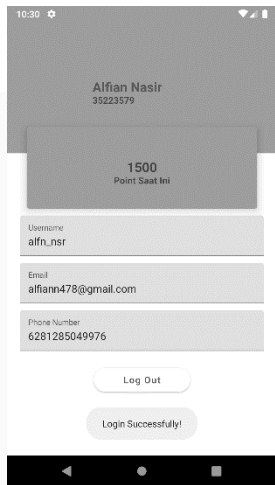 10:30
Alfian Nasir
35223579
1500
Point Saat Ini
Username
alfn_nsr
Email
alfiann478@gmail.com
Phone Number
6281285049976
Log Out
Login Successfully!